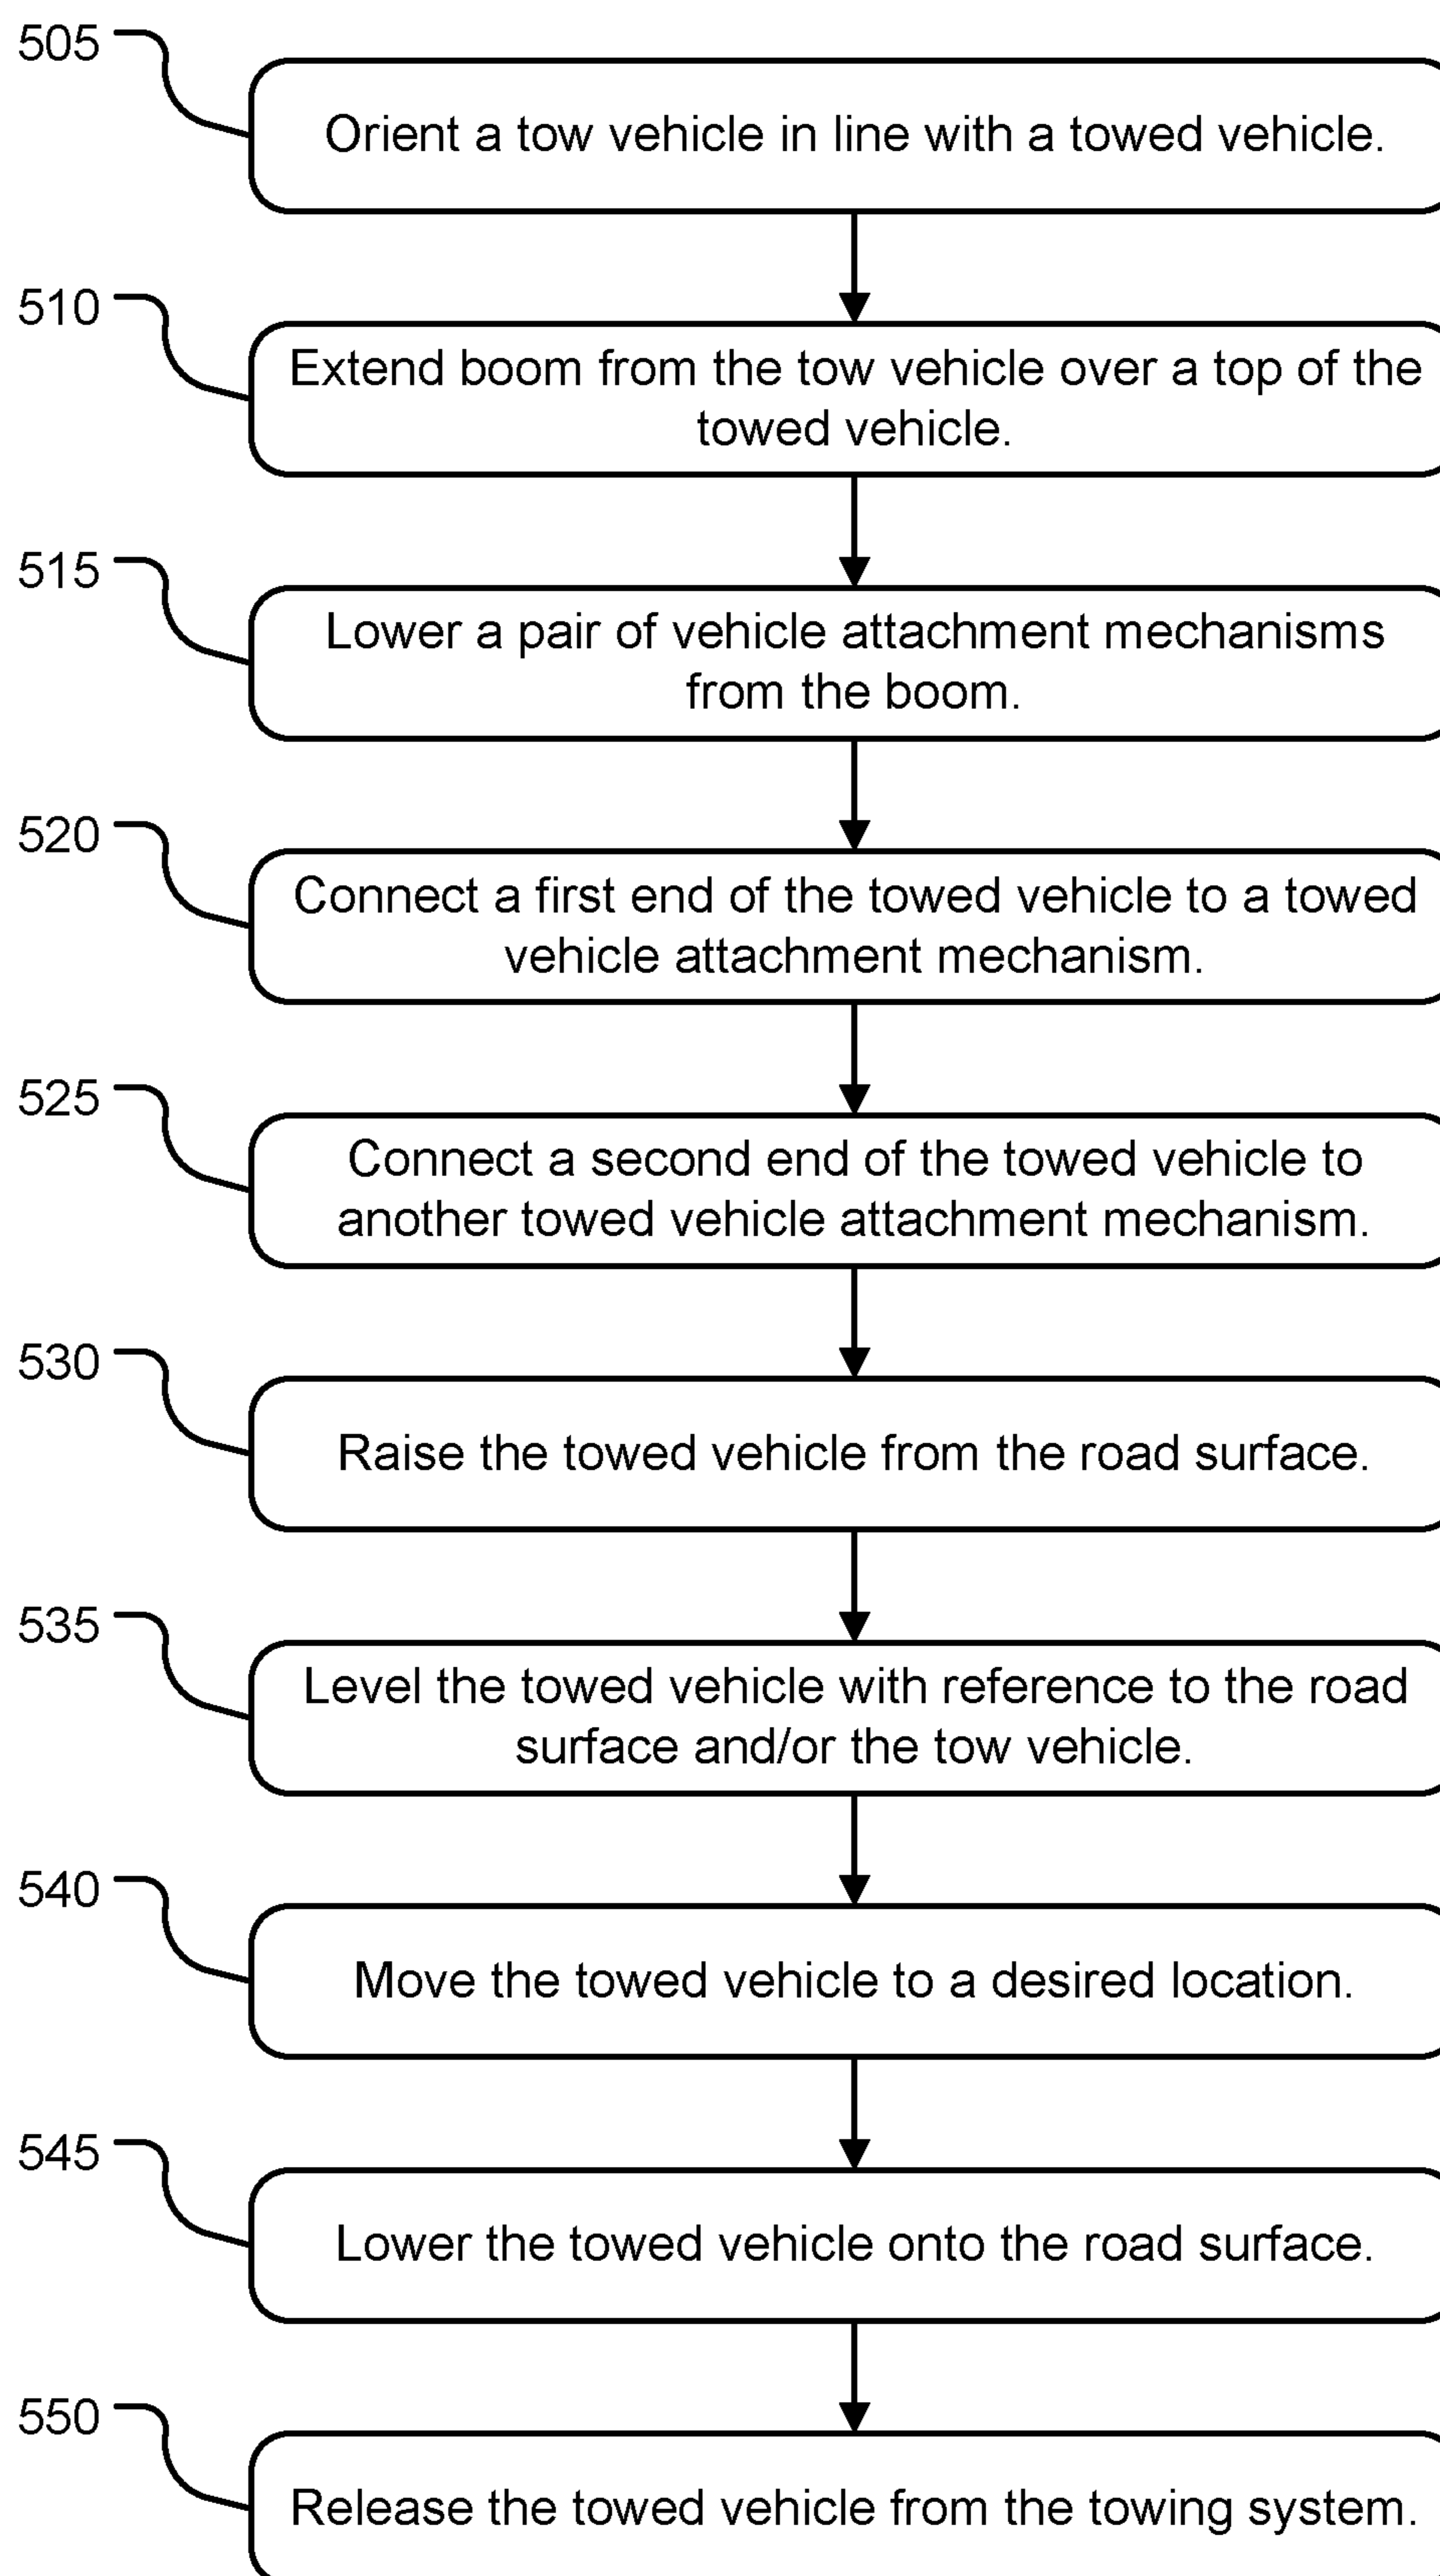 505
Orient a tow vehicle in line with a towed vehicle.
510
Extend boom from the tow vehicle over a top of the
towed vehicle.
515
Lower a pair of vehicle attachment mechanisms
from the boom.
520
Connect a first end of the towed vehicle to a towed
vehicle attachment mechanism.
525
Connect a second end of the towed vehicle to
another towed vehicle attachment mechanism.
530
Raise the towed vehicle from the road surface.
535
Level the towed vehicle with reference to the road
surface and/or the tow vehicle.
540
Move the towed vehicle to a desired location.
545
Lower the towed vehicle onto the road surface.
550
Release the towed vehicle from the towing system.